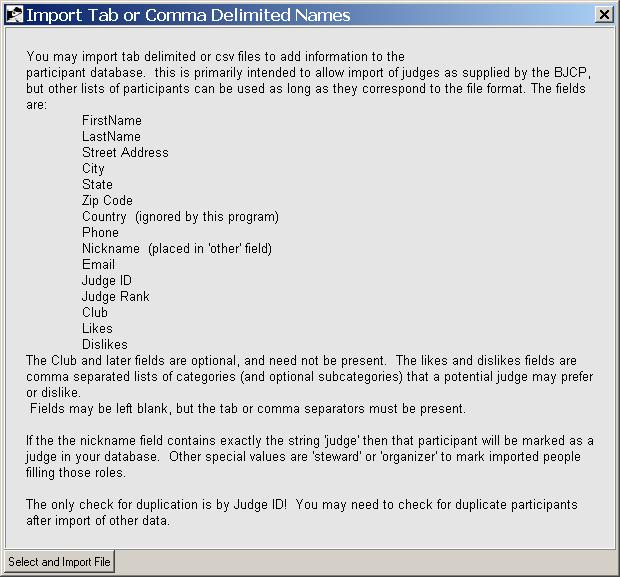 Import Tab or Comma Delimited Names
You may import tab delimited or csv files to add information to the
participant database.  this is primarily intended to allow import of judges as supplied by the BJCP,
but other lists of participants can be used as long as they correspond to the file format. The fields
are:
FirstName
LastName
Street Address
City
State
Zip Code
Country  (ignored by this program)
Phone
Nickname  (placed in 'other' field)
Email
Judge ID
Judge Rank
Club
Likes
Dislikes
The Club and later fields are optional, and need not be present.  The likes and dislikes fields are
comma separated lists of categories (and optional subcategories) that a potential judge may prefer
or dislike.
Fields may be left blank, but the tab or comma separators must be present.
If the the nickname field contains exactly the string 'judge' then that participant will be marked as a
judge in your database.  Other special values are 'steward' or 'organizer' to mark imported people
filling those roles.
The only check for duplication is by Judge ID!  You may need to check for duplicate participants
after import of other data.
Select and Import File